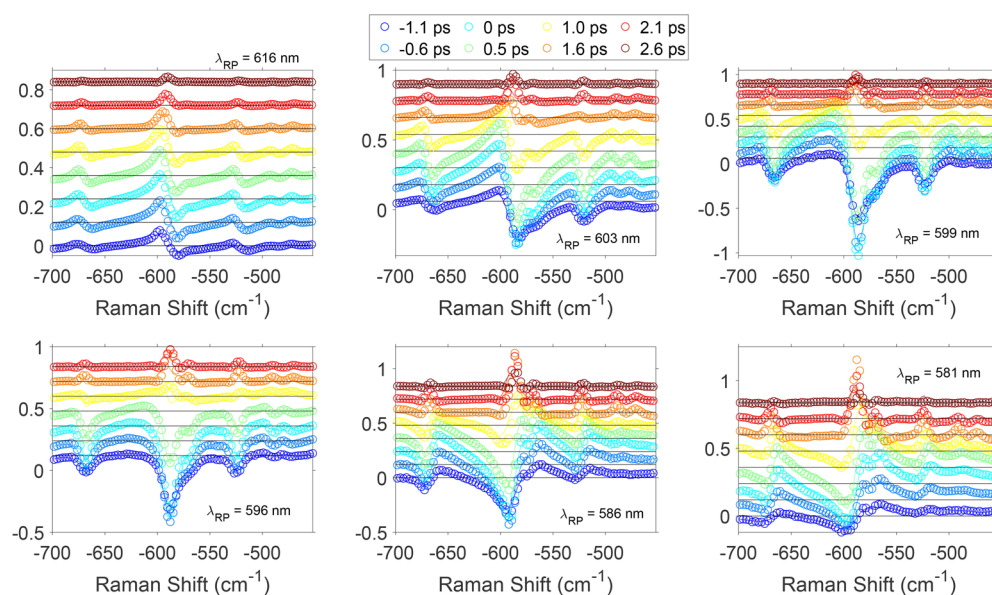 -1.1 ps 0 ps 1.0 ps 2.1 ps
-0.6 ps 0.5 ps 1.6 ps 2.6 ps
λRP = 616 nm
0.8
0.6
0.4
0.2
0
-700 -650 -600 -550 -500
Raman Shift (cm-1)
1
0.5
0
λRP = 603 nm
-700 -650 -600 -550 -500
Raman Shift (cm-1)
1
0.5
0
-0.5
-1
λRP = 599 nm
-700 -650 -600 -550 -500
Raman Shift (cm-1)
1
0.5
0
-0.5
λRP = 596 nm
-700 -650 -600 -550 -500
Raman Shift (cm-1)
1
0.5
0
-0.5
λRP = 586 nm
-700 -650 -600 -550 -500
Raman Shift (cm-1)
λRP = 581 nm
1
0.5
0
-700 -650 -600 -550 -500
Raman Shift (cm-1)